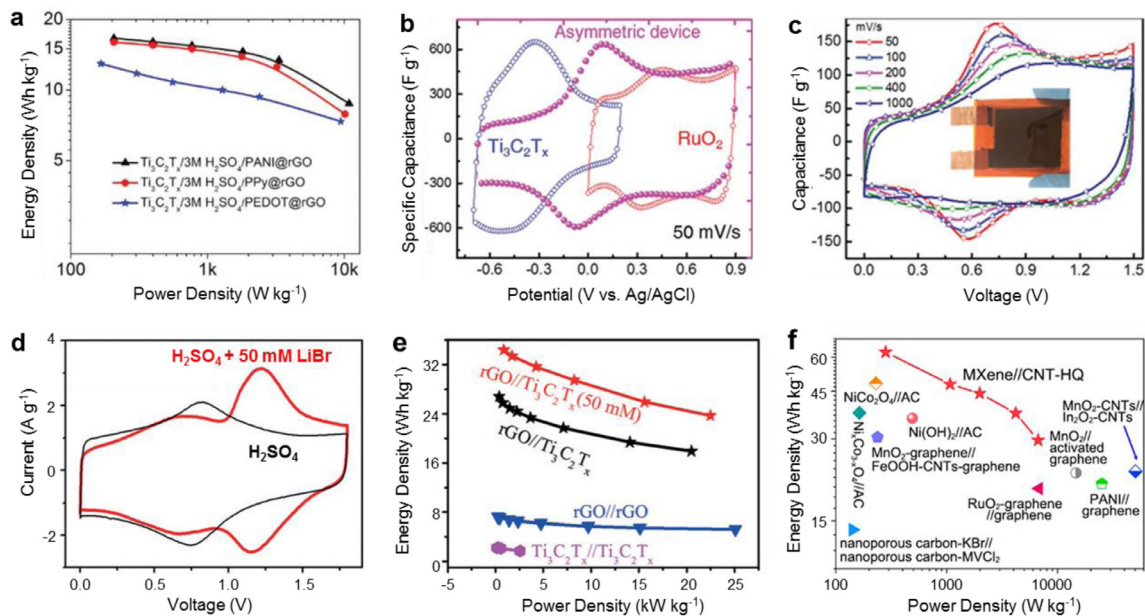 a
Energy Density (Wh kg⁻¹)
20
15
10
5
Ti₃C₂Tₓ/3M H₂SO₄/PANI@rGO
Ti₃C₂Tₓ/3M H₂SO₄/PPy@rGO
Ti₃C₂Tₓ/3M H₂SO₄/PEDOT@rGO
100 1k 10k
Power Density (W kg⁻¹)
b
Specific Capacitance (F g⁻¹)
600
300
0
-300
-600
Asymmetric device
Ti₃C₂Tₓ
RuO₂
50 mV/s
-0.6 -0.3 0.0 0.3 0.6 0.9
Potential (V vs. Ag/AgCl)
c
Capacitance (F g⁻¹)
150
100
50
0
-50
-100
-150
mV/s
50
100
200
400
1000
0.0 0.3 0.6 0.9 1.2 1.5
Voltage (V)
d
Current (A g⁻¹)
4
2
0
-2
H₂SO₄ + 50 mM LiBr
H₂SO₄
0.0 0.5 1.0 1.5
Voltage (V)
e
Energy Density (Wh kg⁻¹)
32
24
16
8
0
rGO//Ti₃C₂Tₓ (50 mM)
rGO//Ti₃C₂Tₓ
rGO//rGO
Ti₃C₂Tₓ//Ti₃C₂Tₓ
-5 0 5 10 15 20 25
Power Density (kW kg⁻¹)
f
Energy Density (Wh kg⁻¹)
60
45
30
15
MXene//CNT-HQ
NiCo₂O₄//AC
NiₓCo₃₋ₓO₄//AC
Ni(OH)₂//AC
MnO₂-graphene//
FeOOH-CNTs-graphene
MnO₂-CNTs//
In₂O₂-CNTs
MnO₂//
activated
graphene
RuO₂-graphene
//graphene
PANI//
graphene
nanoporous carbon-KBr//
nanoporous carbon-MVCl₂
100 1000 10000
Power Density (W kg⁻¹)